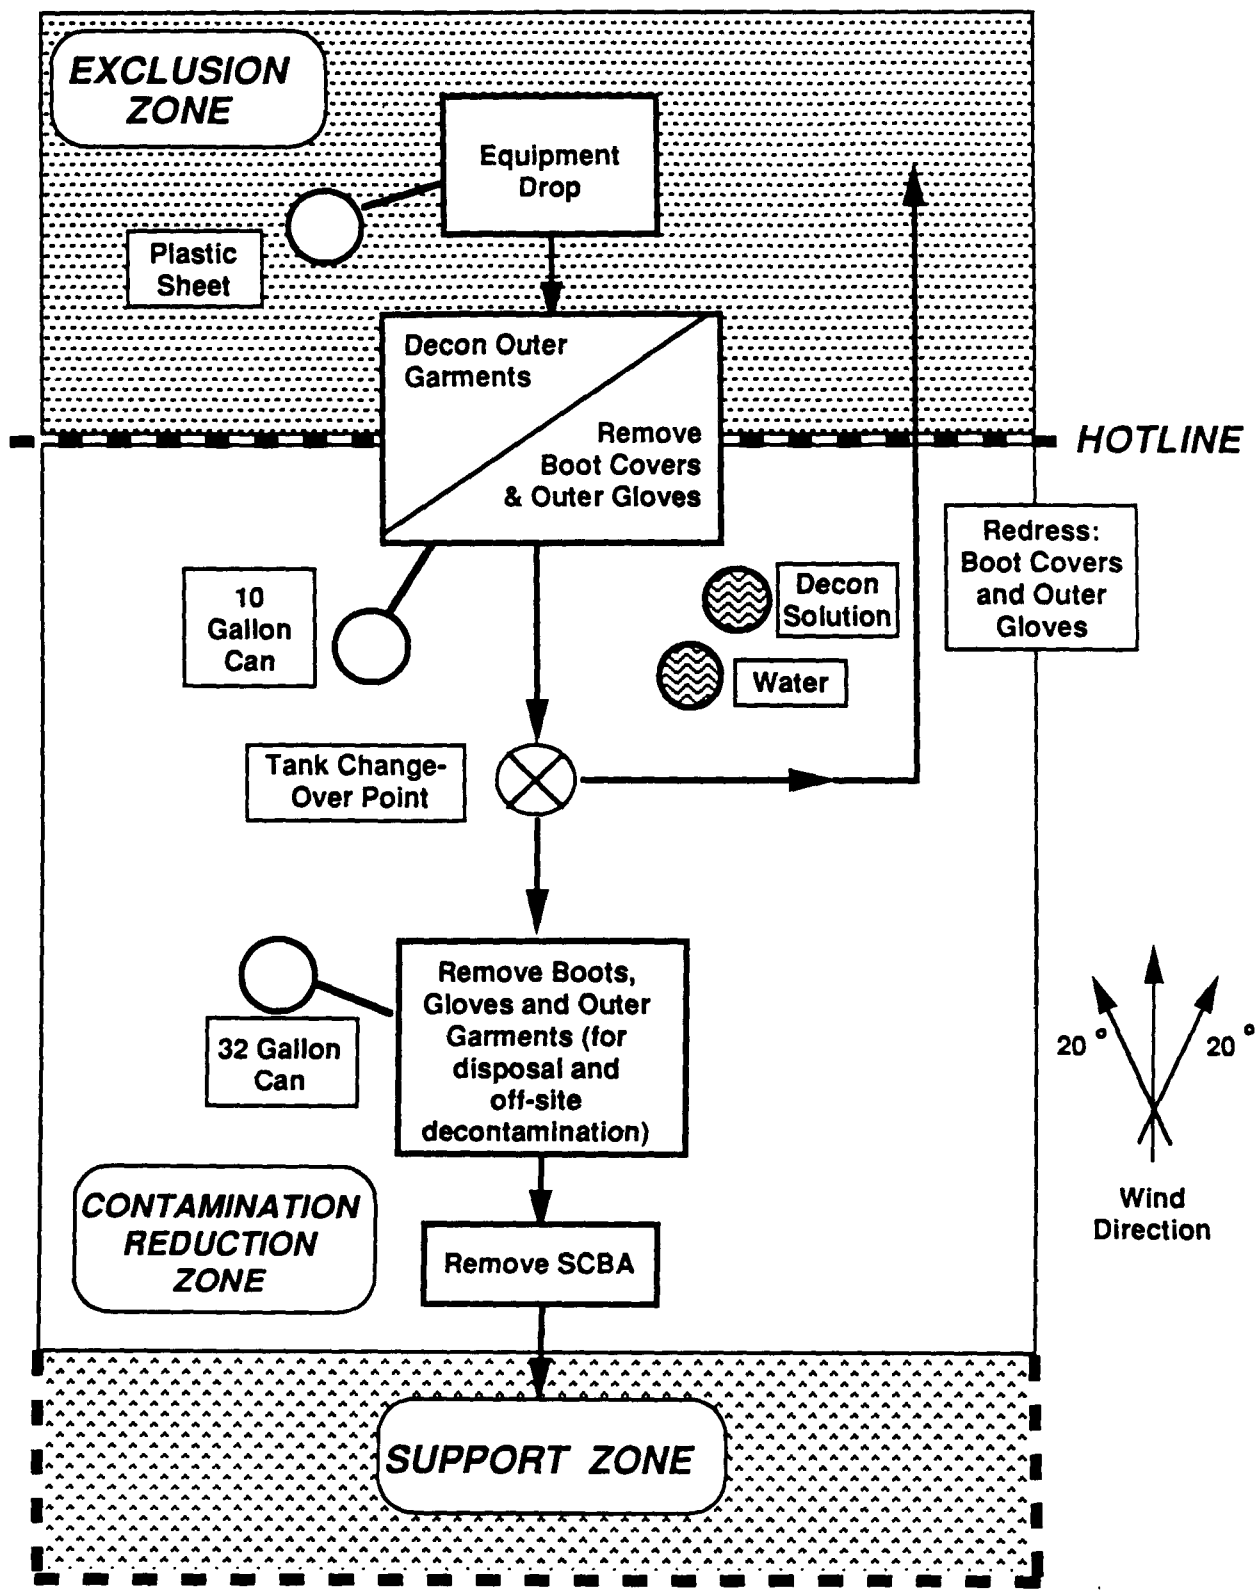 EXCLUSION
ZONE
Equipment
Drop
Plastic
Sheet
Decon Outer
Garments
Remove
Boot Covers
& Outer Gloves
HOTLINE
Redress:
Boot Covers
and Outer
Gloves
10
Gallon
Can
Decon
Solution
Water
Tank Change-
Over Point
Remove Boots,
Gloves and Outer
Garments (for
disposal and
off-site
decontamination)
32 Gallon
Can
20°
20°
Wind
Direction
CONTAMINATION
REDUCTION
ZONE
Remove SCBA
SUPPORT ZONE